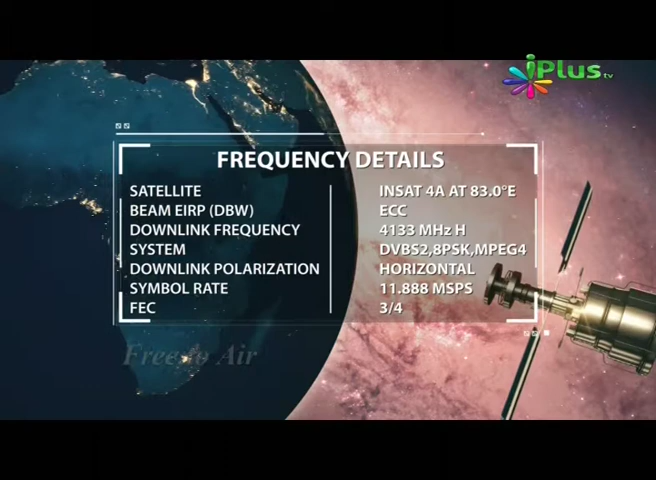 iPlus tv
FREQUENCY DETAILS
SATELLITE INSAT 4A AT 83.0°E
BEAM EIRP (DBW) ECC
DOWNLINK FREQUENCY 4133 MHz H
SYSTEM DVBS2,8PSK,MPEG4
DOWNLINK POLARIZATION HORIZONTAL
SYMBOL RATE 11.888 MSPS
FEC 3/4
Free to Air